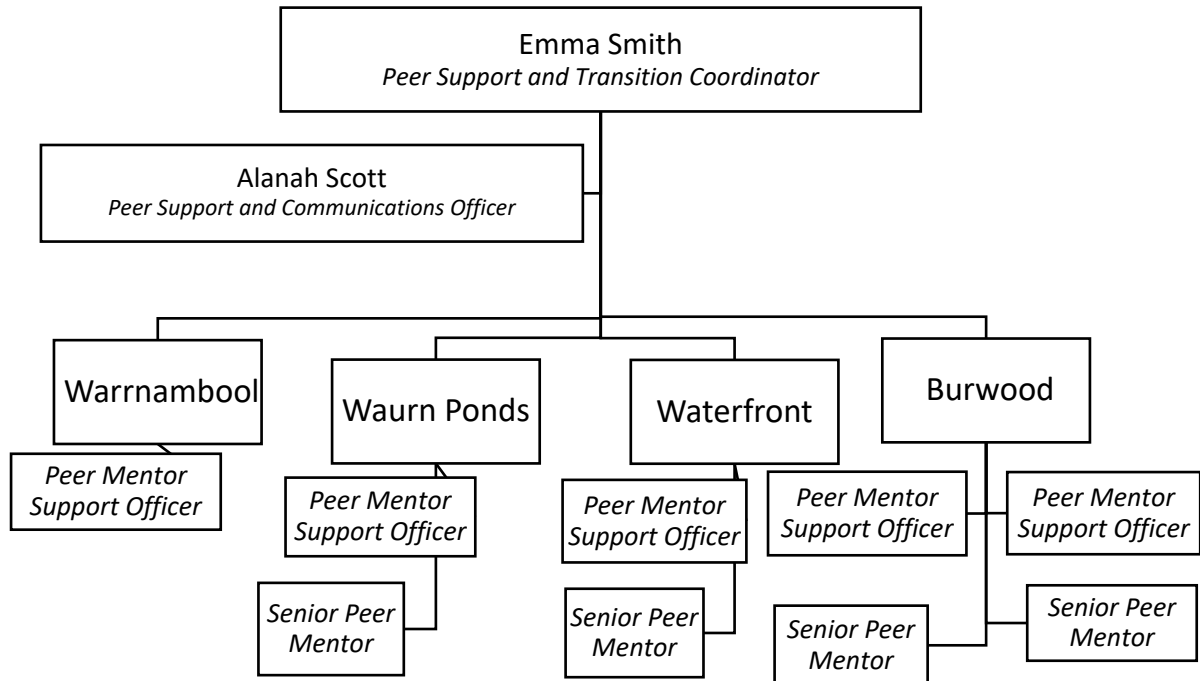 Emma Smith
Peer Support and Transition Coordinator
Alanah Scott
Peer Support and Communications Officer
Warrnambool
Waurn Ponds
Waterfront
Burwood
Peer Mentor
Support Officer
Peer Mentor
Support Officer
Peer Mentor
Support Officer
Peer Mentor
Support Officer
Peer Mentor
Support Officer
Senior Peer
Mentor
Senior Peer
Mentor
Senior Peer
Mentor
Senior Peer
Mentor